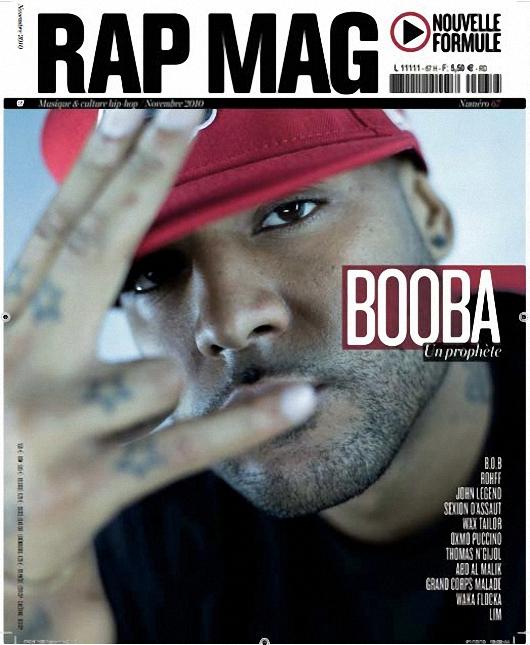 Novembre 2010
RAP MAG
NOUVELLE
FORMULE
L 11111 - 67 H - F: 5,50 € - RD
Musique & culture hip-hop / Novembre 2010
Numéro 67
BOOBA
Un prophète
B.O.B
ROHFF
JOHN LEGEND
SEXION D'ASSAUT
WAX TAILOR
OXMO PUCCINO
THOMAS N'GIJOL
ABD AL MALIK
GRAND CORPS MALADE
WAKA FLOCKA
LIM